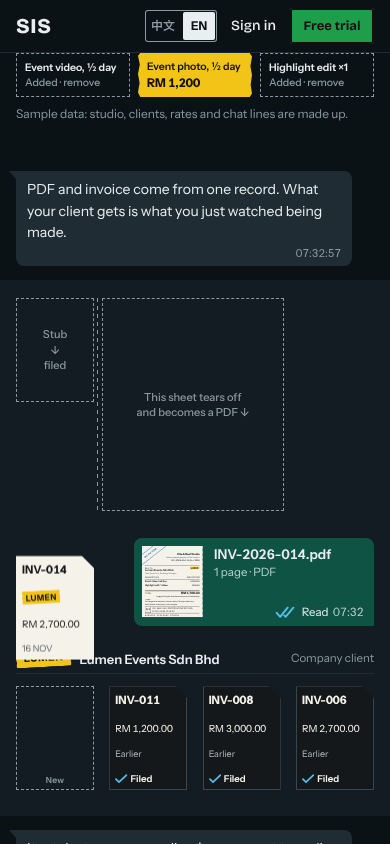 SIS
中文 EN Sign in Free trial
Event video, ½ day
Added · remove
Event photo, ½ day
RM 1,200
Highlight edit ×1
Added · remove
Sample data: studio, clients, rates and chat lines are made up.
PDF and invoice come from one record. What
your client gets is what you just watched being
made.
07:32:57
Stub
↓
filed
This sheet tears off
and becomes a PDF ↓
INV-2026-014.pdf
1 page · PDF
Read 07:32
INV-014
LUMEN
RM 2,700.00
16 NOV
Lumen Events Sdn Bhd
Company client
New
INV-011
RM 1,200.00
Earlier
Filed
INV-008
RM 3,000.00
Earlier
Filed
INV-006
RM 2,700.00
Earlier
Filed